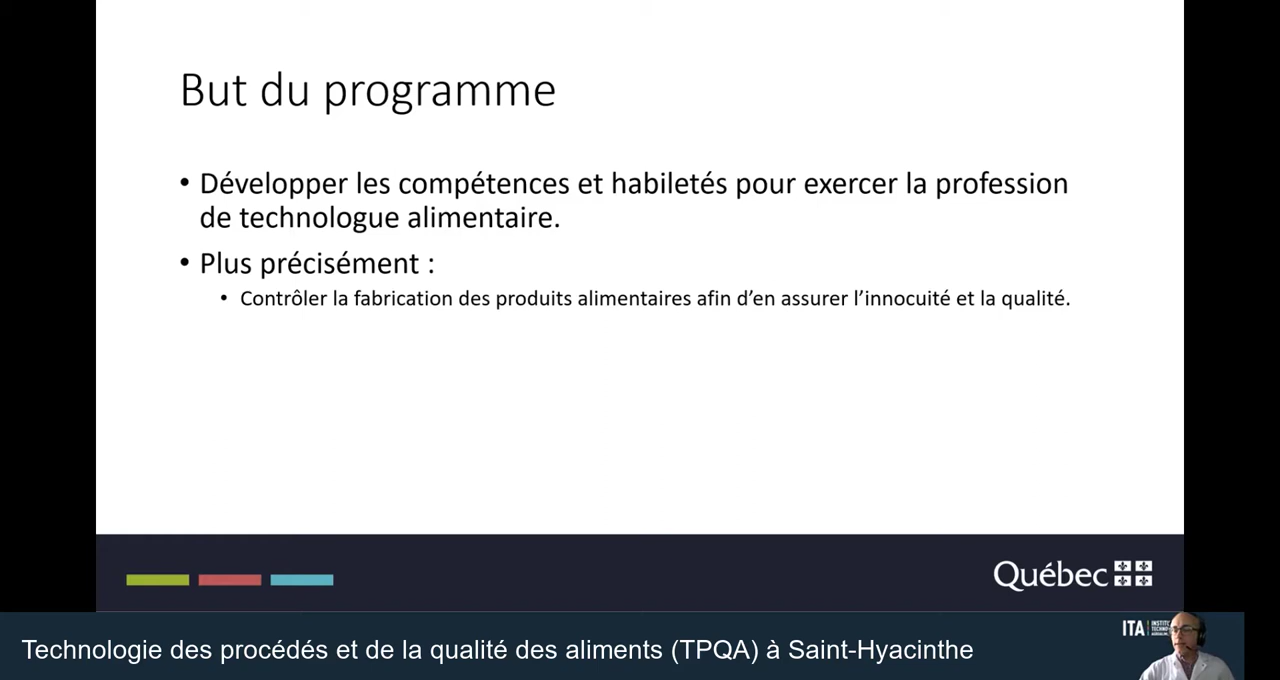 But du programme
• Développer les compétences et habiletés pour exercer la profession
de technologue alimentaire.
• Plus précisément :
• Contrôler la fabrication des produits alimentaires afin d’en assurer l’innocuité et la qualité.
Québec
ITA
Technologie des procédés et de la qualité des aliments (TPQA) à Saint-Hyacinthe